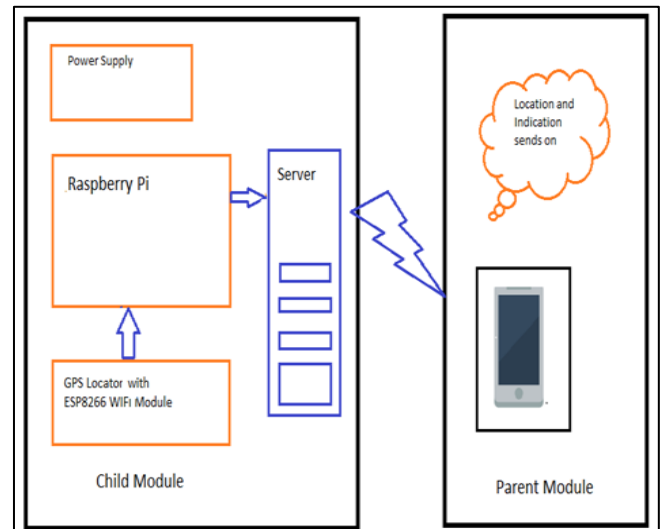 Power Supply
Raspberry Pi
Server
GPS Locator with
ESP8266 WIFI Module
Child Module
Location and
Indication
sends on
Parent Module